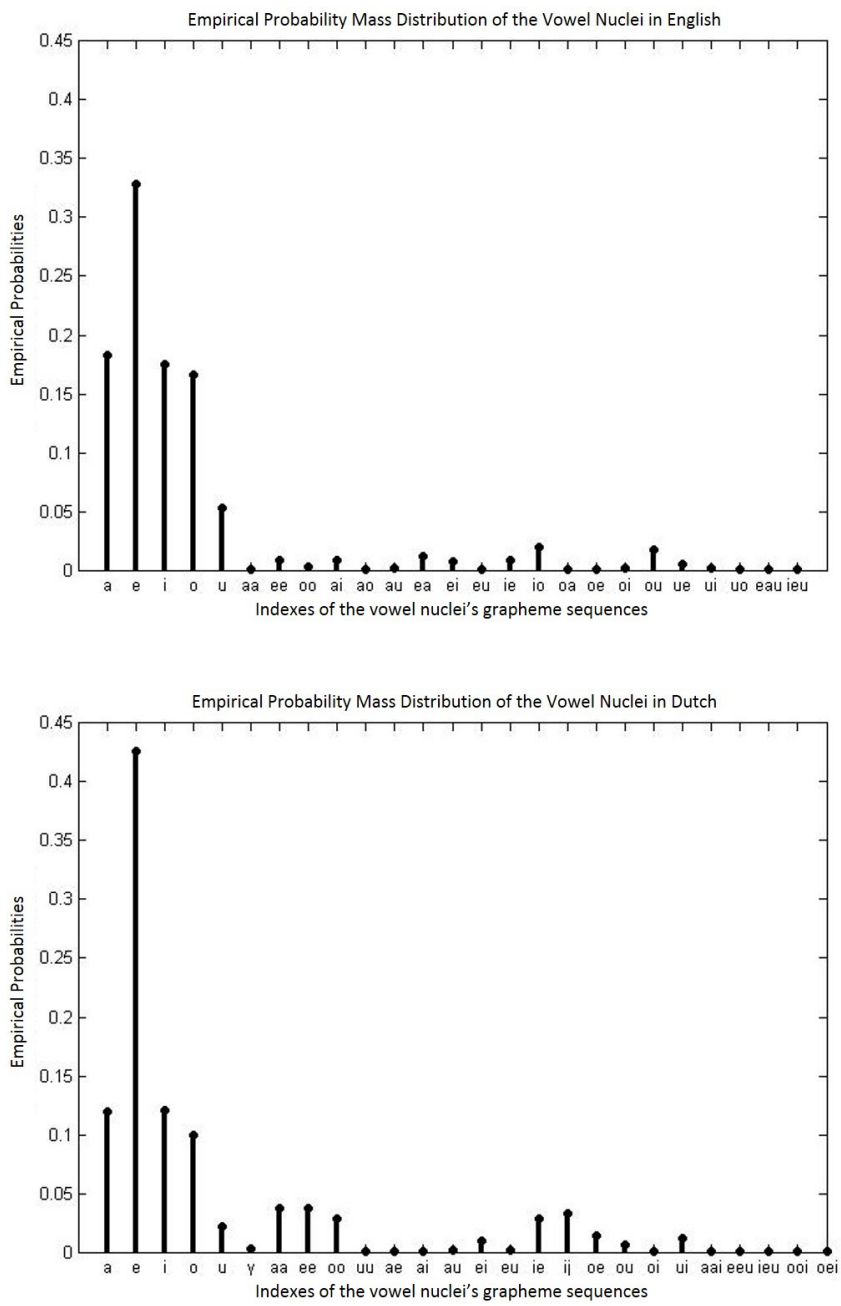 Empirical Probability Mass Distribution of the Vowel Nuclei in English
0.45
0.4
0.35
0.3
0.25
0.2
0.15
0.1
0.05
0
Empirical Probabilities
a e i o u aa ee oo ai ao au ea ei eu ie io oa oe oi ou ue ui uo eau ieu
Indexes of the vowel nuclei's grapheme sequences
Empirical Probability Mass Distribution of the Vowel Nuclei in Dutch
0.45
0.4
0.35
0.3
0.25
0.2
0.15
0.1
0.05
0
Empirical Probabilities
a e i o u y aa ee oo uu ae ai au ei eu ie ij oe ou oi ui aai eeu ieu ooi oei
Indexes of the vowel nuclei's grapheme sequences